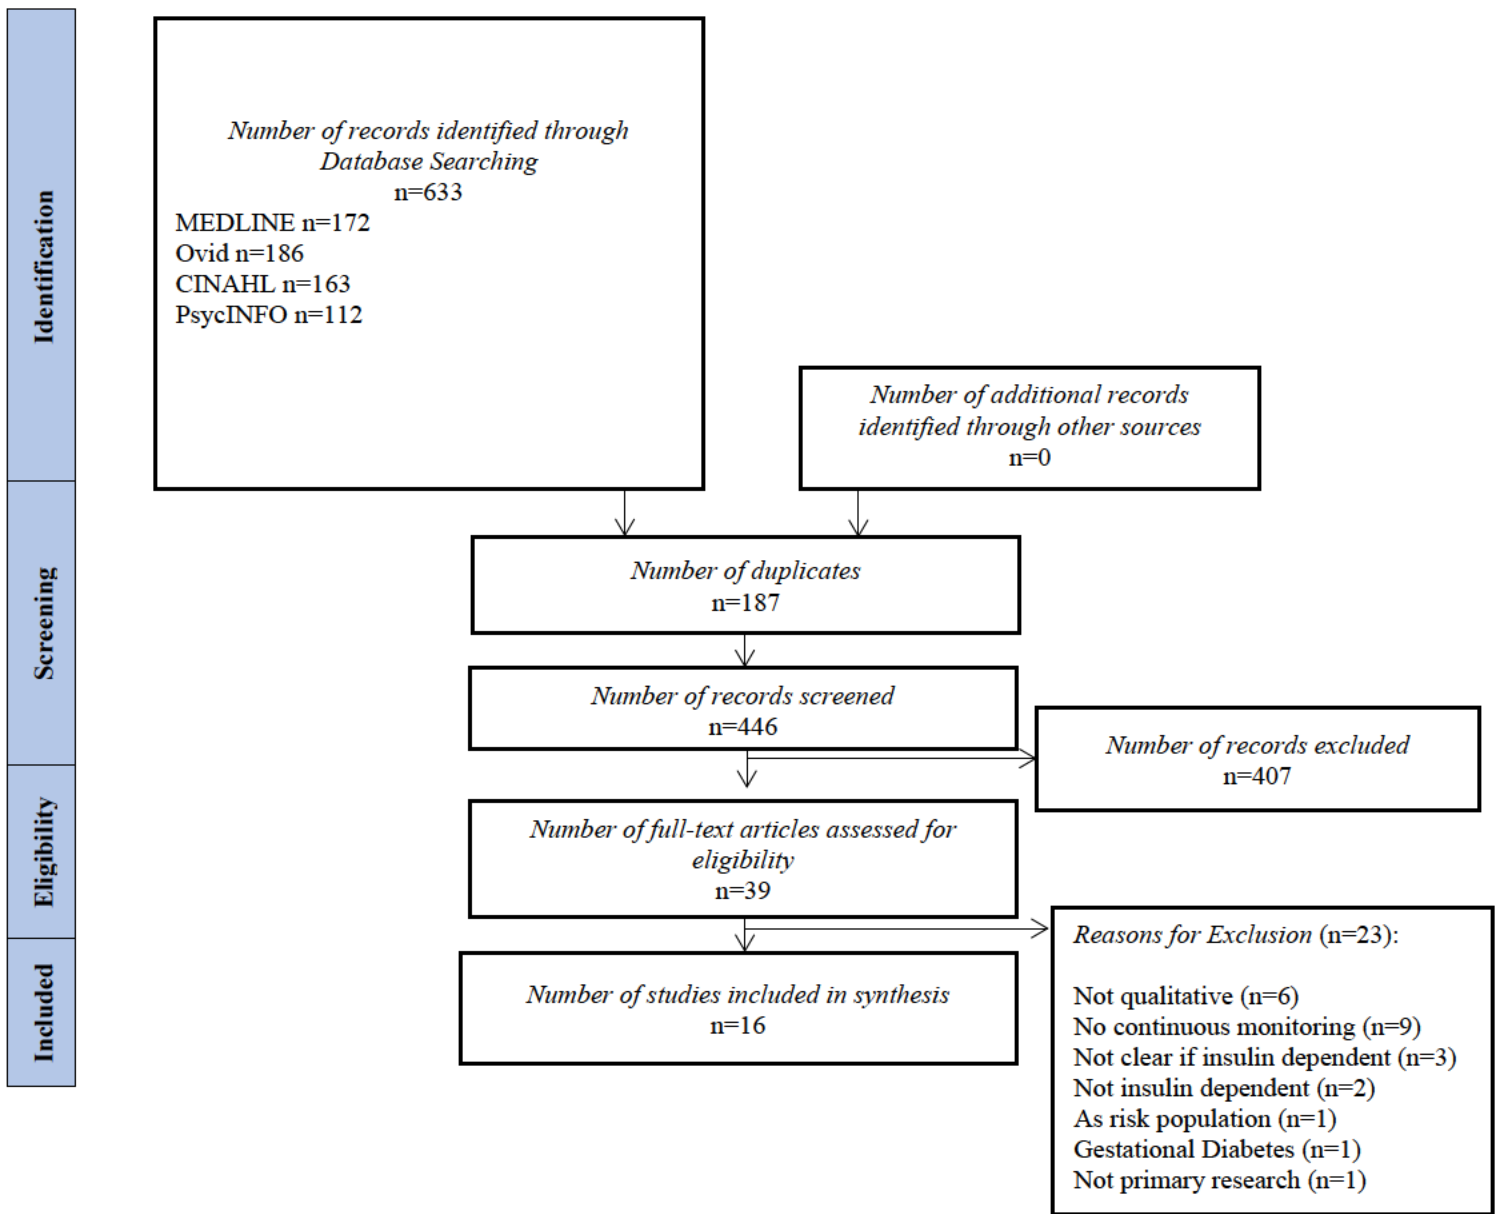 Identification
Number of records identified through
Database Searching
n=633
MEDLINE n=172
Ovid n=186
CINAHL n=163
PsycINFO n=112
Number of additional records
identified through other sources
n=0
Screening
Number of duplicates
n=187
Number of records screened
n=446
Number of records excluded
n=407
Eligibility
Number of full-text articles assessed for
eligibility
n=39
Reasons for Exclusion (n=23):
Not qualitative (n=6)
No continuous monitoring (n=9)
Not clear if insulin dependent (n=3)
Not insulin dependent (n=2)
As risk population (n=1)
Gestational Diabetes (n=1)
Not primary research (n=1)
Included
Number of studies included in synthesis
n=16